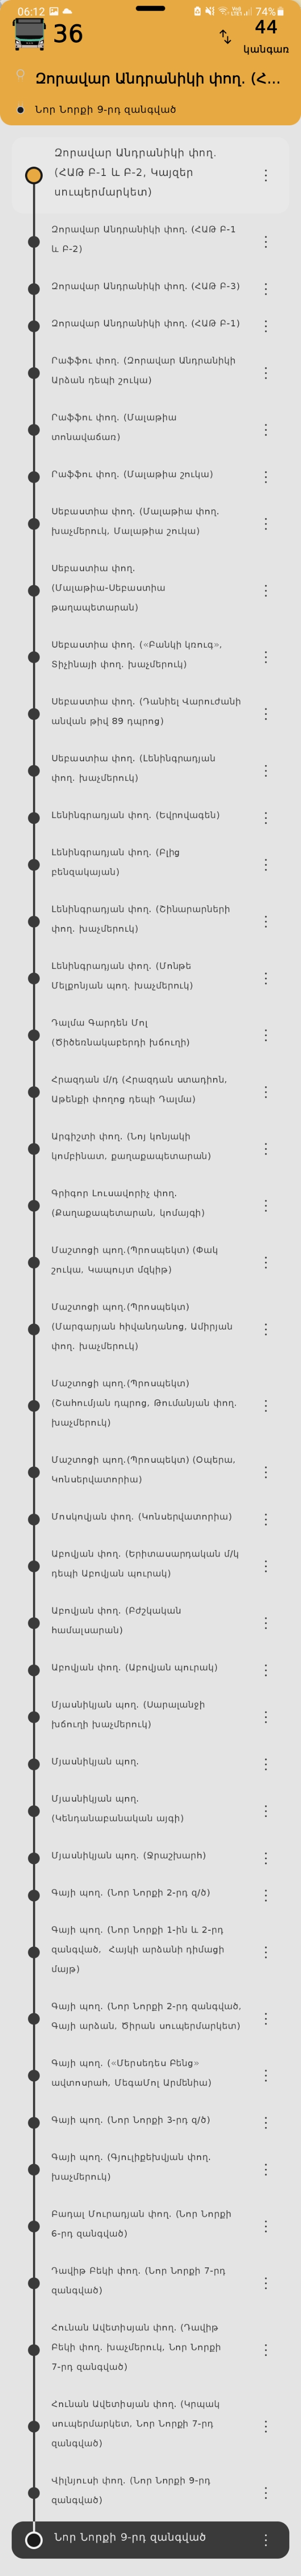 06:12 74%
36
44
կանգառ
Զորավար Անդրանիկի փող. (Հ...
Նոր Նորքի 9-րդ զանգված
Զորավար Անդրանիկի փող.
(ՀԱԹ Բ-1 և Բ-2, Կայզեր
սուպերմարկետ)
Զորավար Անդրանիկի փող. (ՀԱԹ Բ-1
և Բ-2)
Զորավար Անդրանիկի փող. (ՀԱԹ Բ-3)
Զորավար Անդրանիկի փող. (ՀԱԹ Բ-1)
Րաֆֆու փող. (Զորավար Անդրանիկի
Արձան դեպի շուկա)
Րաֆֆու փող. (Մալաթիա
տոնավաճառ)
Րաֆֆու փող. (Մալաթիա շուկա)
Սեբաստիա փող. (Մալաթիա փող.
խաչմերուկ, Մալաթիա շուկա)
Սեբաստիա փող.
(Մալաթիա-Սեբաստիա
թաղապետարան)
Սեբաստիա փող. («Բանկի կռուգ»,
Տիչինայի փող. խաչմերուկ)
Սեբաստիա փող. (Դանիել Վարուժանի
անվան թիվ 89 դպրոց)
Սեբաստիա փող. (Լենինգրադյան
փող. խաչմերուկ)
Լենինգրադյան փող. (Եվրովագեն)
Լենինգրադյան փող. (Բլից
բենզակայան)
Լենինգրադյան փող. (Շինարարների
փող. խաչմերուկ)
Լենինգրադյան փող. (Մոնթե
Մելքոնյան պող. խաչմերուկ)
Դալմա Գարդեն Մոլ
(Ծիծեռնակաբերդի խճուղի)
Հրազդան մ/դ (Հրազդան ստադիոն,
Աթենքի փողոց դեպի Դալմա)
Արգիշտի փող. (Նոյ կոնյակի
կոմբինատ, քաղաքապետարան)
Գրիգոր Լուսավորիչ փող.
(Քաղաքապետարան, կոմայգի)
Մաշտոցի պող.(Պրոսպեկտ) (Փակ
շուկա, Կապույտ մզկիթ)
Մաշտոցի պող.(Պրոսպեկտ)
(Մարգարյան հիվանդանոց, Ամիրյան
փող. խաչմերուկ)
Մաշտոցի պող.(Պրոսպեկտ)
(Շահումյան դպրոց, Թումանյան փող.
խաչմերուկ)
Մաշտոցի պող.(Պրոսպեկտ) (Օպերա,
Կոնսերվատորիա)
Մոսկովյան փող. (Կոնսերվատորիա)
Աբովյան փող. (Երիտասարդական մ/կ
դեպի Աբովյան պուրակ)
Աբովյան փող. (Բժշկական
համալսարան)
Աբովյան փող. (Աբովյան պուրակ)
Մյասնիկյան պող. (Սարալանջի
խճուղի խաչմերուկ)
Մյասնիկյան պող.
Մյասնիկյան պող.
(Կենդանաբանական այգի)
Մյասնիկյան պող. (Ջրաշխարհ)
Գայի պող. (Նոր Նորքի 2-րդ զ/ծ)
Գայի պող. (Նոր Նորքի 1-ին և 2-րդ
զանգված, Հայկի արձանի դիմացի
մայթ)
Գայի պող. (Նոր Նորքի 2-րդ զանգված,
Գայի արձան, Ծիրան սուպերմարկետ)
Գայի պող. («Մերսեդես Բենց»
ավտոսրահ, ՄեգաՄոլ Արմենիա)
Գայի պող. (Նոր Նորքի 3-րդ զ/ծ)
Գայի պող. (Գյուլիքեխվյան փող.
խաչմերուկ)
Բադալ Մուրադյան փող. (Նոր Նորքի
6-րդ զանգված)
Դավիթ Բեկի փող. (Նոր Նորքի 7-րդ
զանգված)
Հունան Ավետիսյան փող. (Դավիթ
Բեկի փող. խաչմերուկ, Նոր Նորքի
7-րդ զանգված)
Հունան Ավետիսյան փող. (Կրպակ
սուպերմարկետ, Նոր Նորքի 7-րդ
զանգված)
Վիլնյուսի փող. (Նոր Նորքի 9-րդ
զանգված)
Նոր Նորքի 9-րդ զանգված